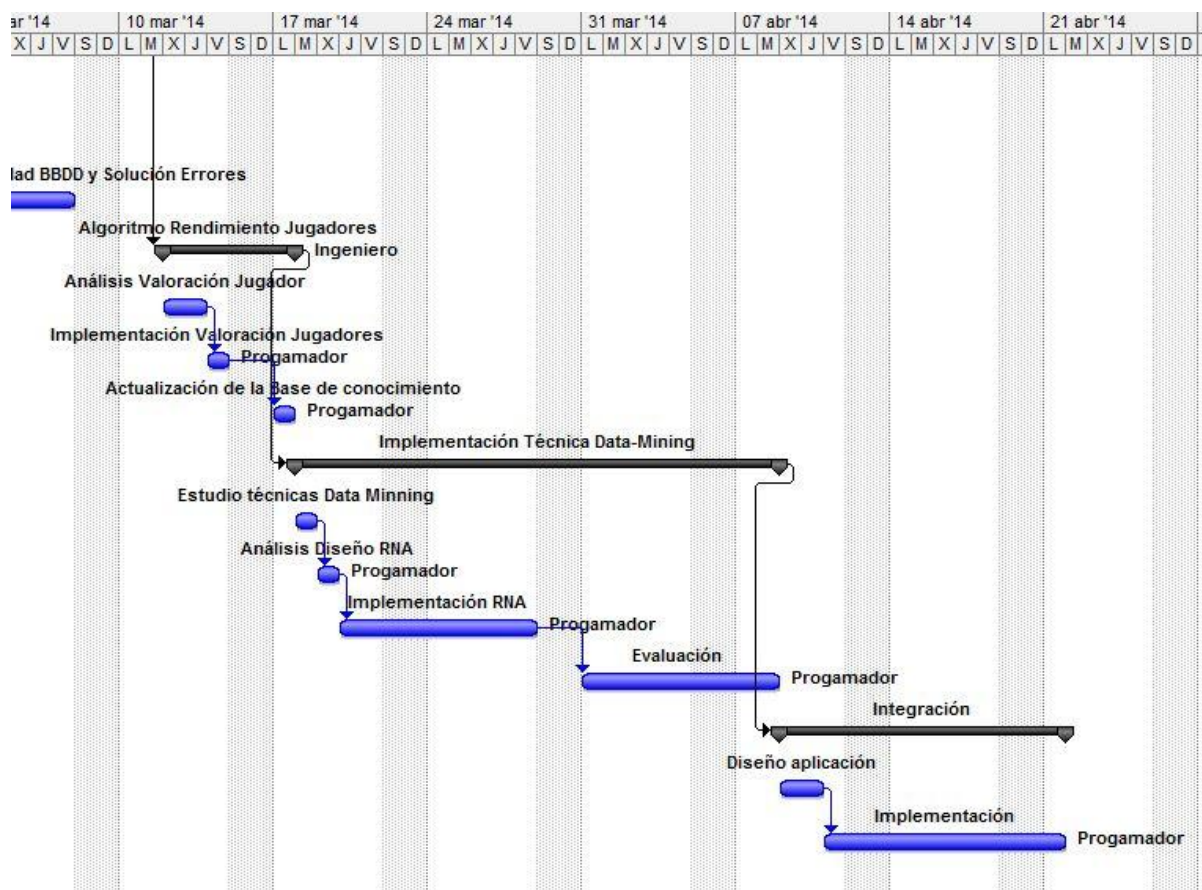 ar '14 10 mar '14 17 mar '14 24 mar '14 31 mar '14 07 abr '14 14 abr '14 21 abr '14
X J V S D L M X J V S D L M X J V S D L M X J V S D L M X J V S D L M X J V S D L M X J V S D L M X J V S D
lad BBDD y Solución Errores
Algoritmo Rendimiento Jugadores
Ingeniero
Análisis Valoración Jugador
Implementación Valoración Jugadores
Progamador
Actualización de la Base de conocimiento
Progamador
Implementación Técnica Data-Mining
Estudio técnicas Data Minning
Análisis Diseño RNA
Progamador
Implementación RNA
Progamador
Evaluación
Progamador
Integración
Diseño aplicación
Implementación
Progamador